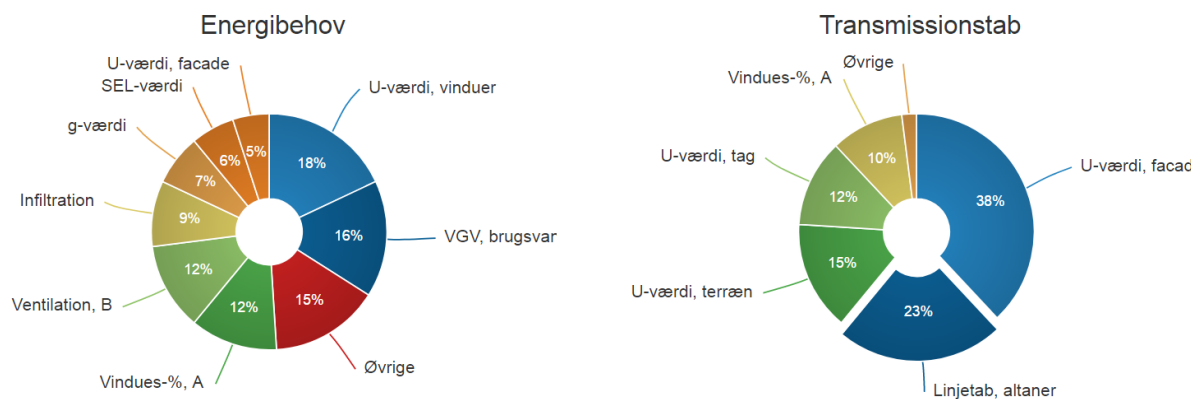 Energibehov
U-værdi, facade
SEL-værdi
U-værdi, vinduer
g-værdi
5%
6%
18%
7%
Infiltration
9%
16%
VGV, brugsvar
12%
Ventilation, B
12%
15%
Øvrige
Vindues-%, A
Transmissionstab
Øvrige
Vindues-%, A
10%
U-værdi, tag
U-værdi, facad
12%
38%
15%
U-værdi, terræn
23%
Linjetab, altaner